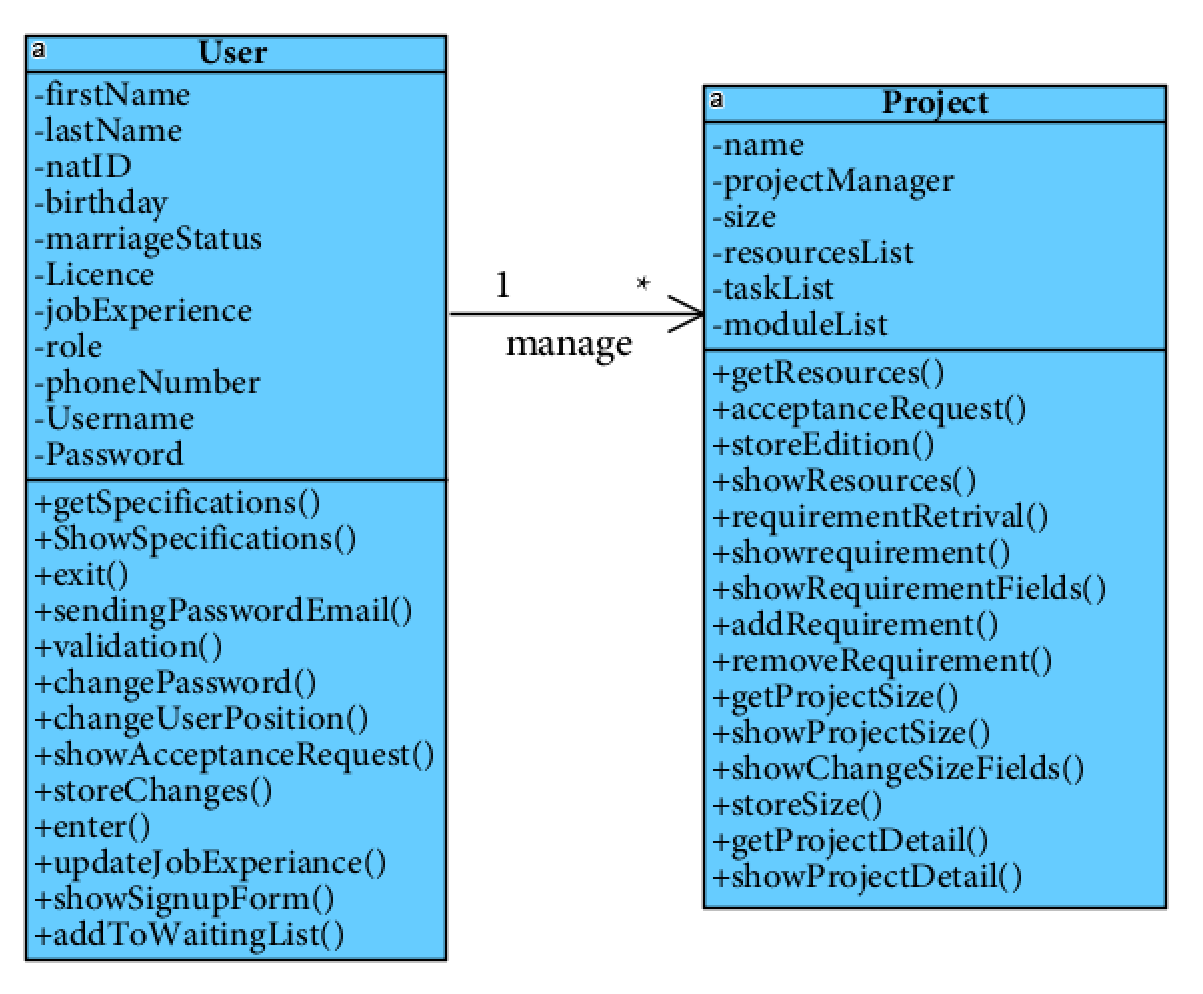 a
User
-firstName
-lastName
-natID
-birthday
-marriageStatus
-Licence
-jobExperience
-role
-phoneNumber
-Username
-Password
+getSpecifications()
+ShowSpecifications()
+exit()
+sendingPasswordEmail()
+validation()
+changePassword()
+changeUserPosition()
+showAcceptanceRequest()
+storeChanges()
+enter()
+updateJobExperiance()
+showSignupForm()
+addToWaitingList()
1
*
manage
a
Project
-name
-projectManager
-size
-resourcesList
-taskList
-moduleList
+getResources()
+acceptanceRequest()
+storeEdition()
+showResources()
+requirementRetrival()
+showrequirement()
+showRequirementFields()
+addRequirement()
+removeRequirement()
+getProjectSize()
+showProjectSize()
+showChangeSizeFields()
+storeSize()
+getProjectDetail()
+showProjectDetail()